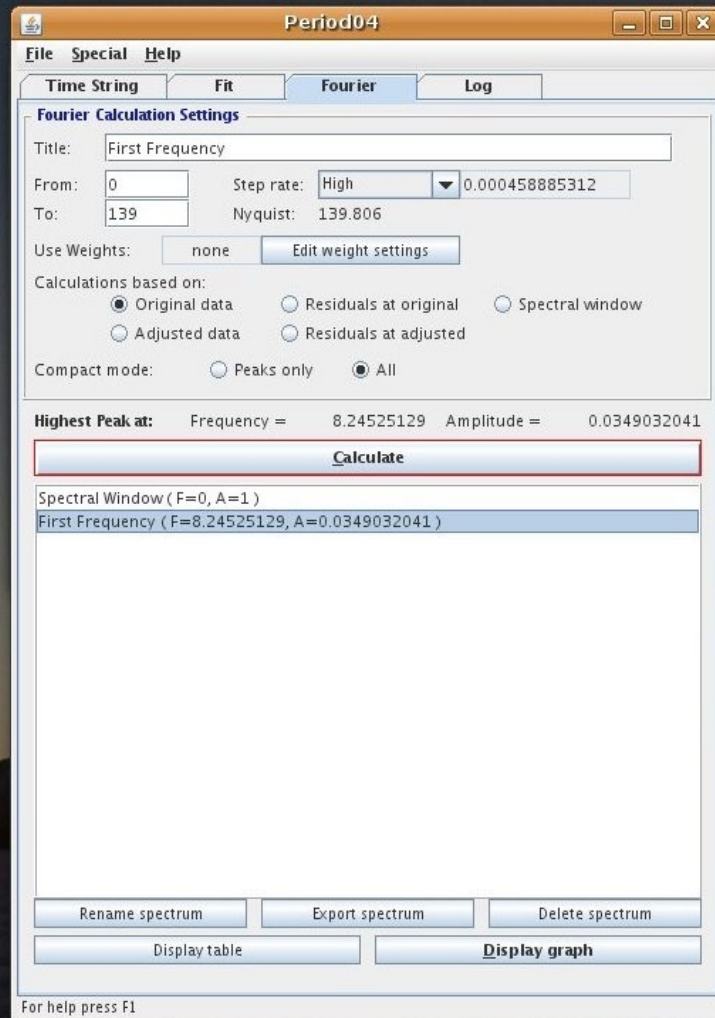 Period04
File Special Help
Time String Fit Fourier Log
Fourier Calculation Settings
Title: First Frequency
From: 0 Step rate: High 0.000458885312
To: 139 Nyquist: 139.806
Use Weights: none Edit weight settings
Calculations based on:
Original data Residuals at original Spectral window
Adjusted data Residuals at adjusted
Compact mode: Peaks only All
Highest Peak at: Frequency = 8.24525129 Amplitude = 0.0349032041
Calculate
Spectral Window ( F=0, A=1 )
First Frequency ( F=8.24525129, A=0.0349032041 )
Rename spectrum Export spectrum Delete spectrum
Display table Display graph
For help press F1